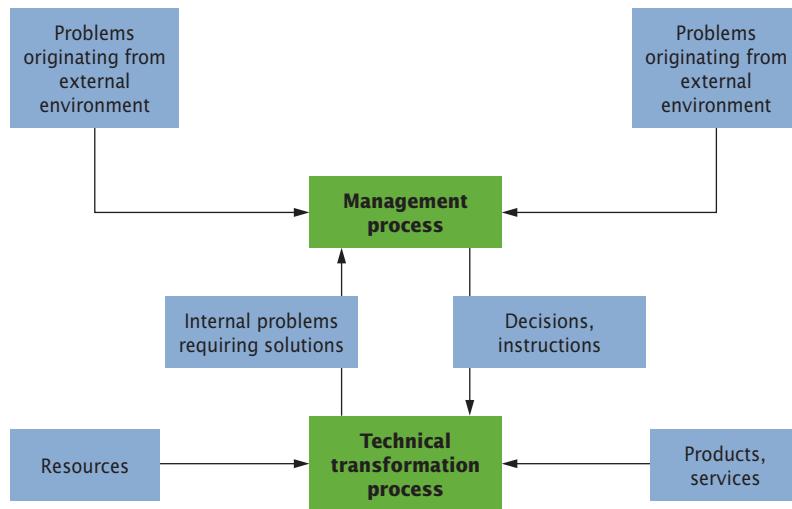 Problems
originating from
external
environment
Problems
originating from
external
environment
Management
process
Internal problems
requiring solutions
Decisions,
instructions
Resources
Technical
transformation
process
Products,
services